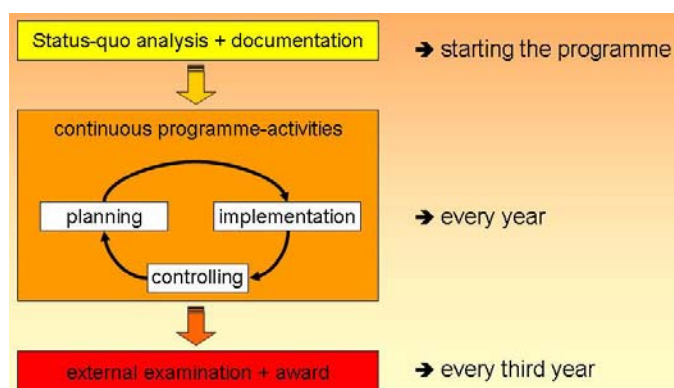 Status-quo analysis + documentation
➔ starting the programme
continuous programme-activities
planning
implementation
➔ every year
controlling
external examination + award
➔ every third year